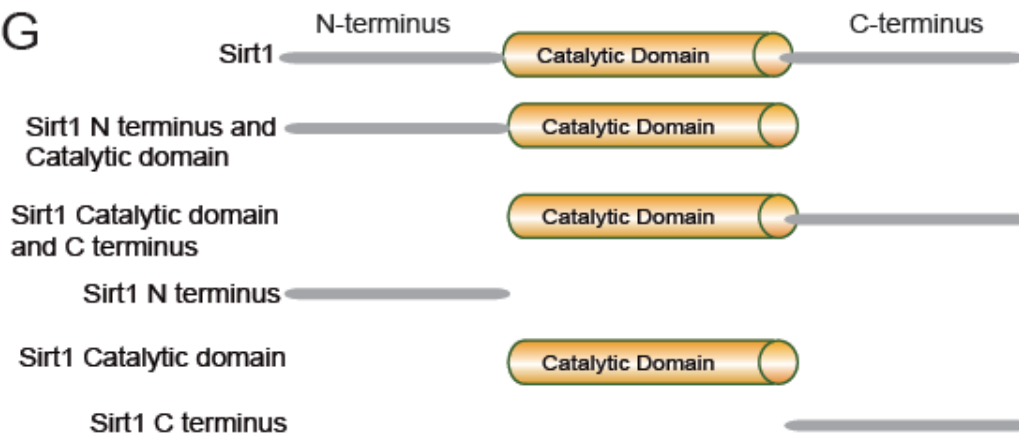 G
N-terminus
C-terminus
Sirt1
Catalytic Domain
Sirt1 N terminus and
Catalytic domain
Catalytic Domain
Sirt1 Catalytic domain
and C terminus
Catalytic Domain
Sirt1 N terminus
Sirt1 Catalytic domain
Catalytic Domain
Sirt1 C terminus